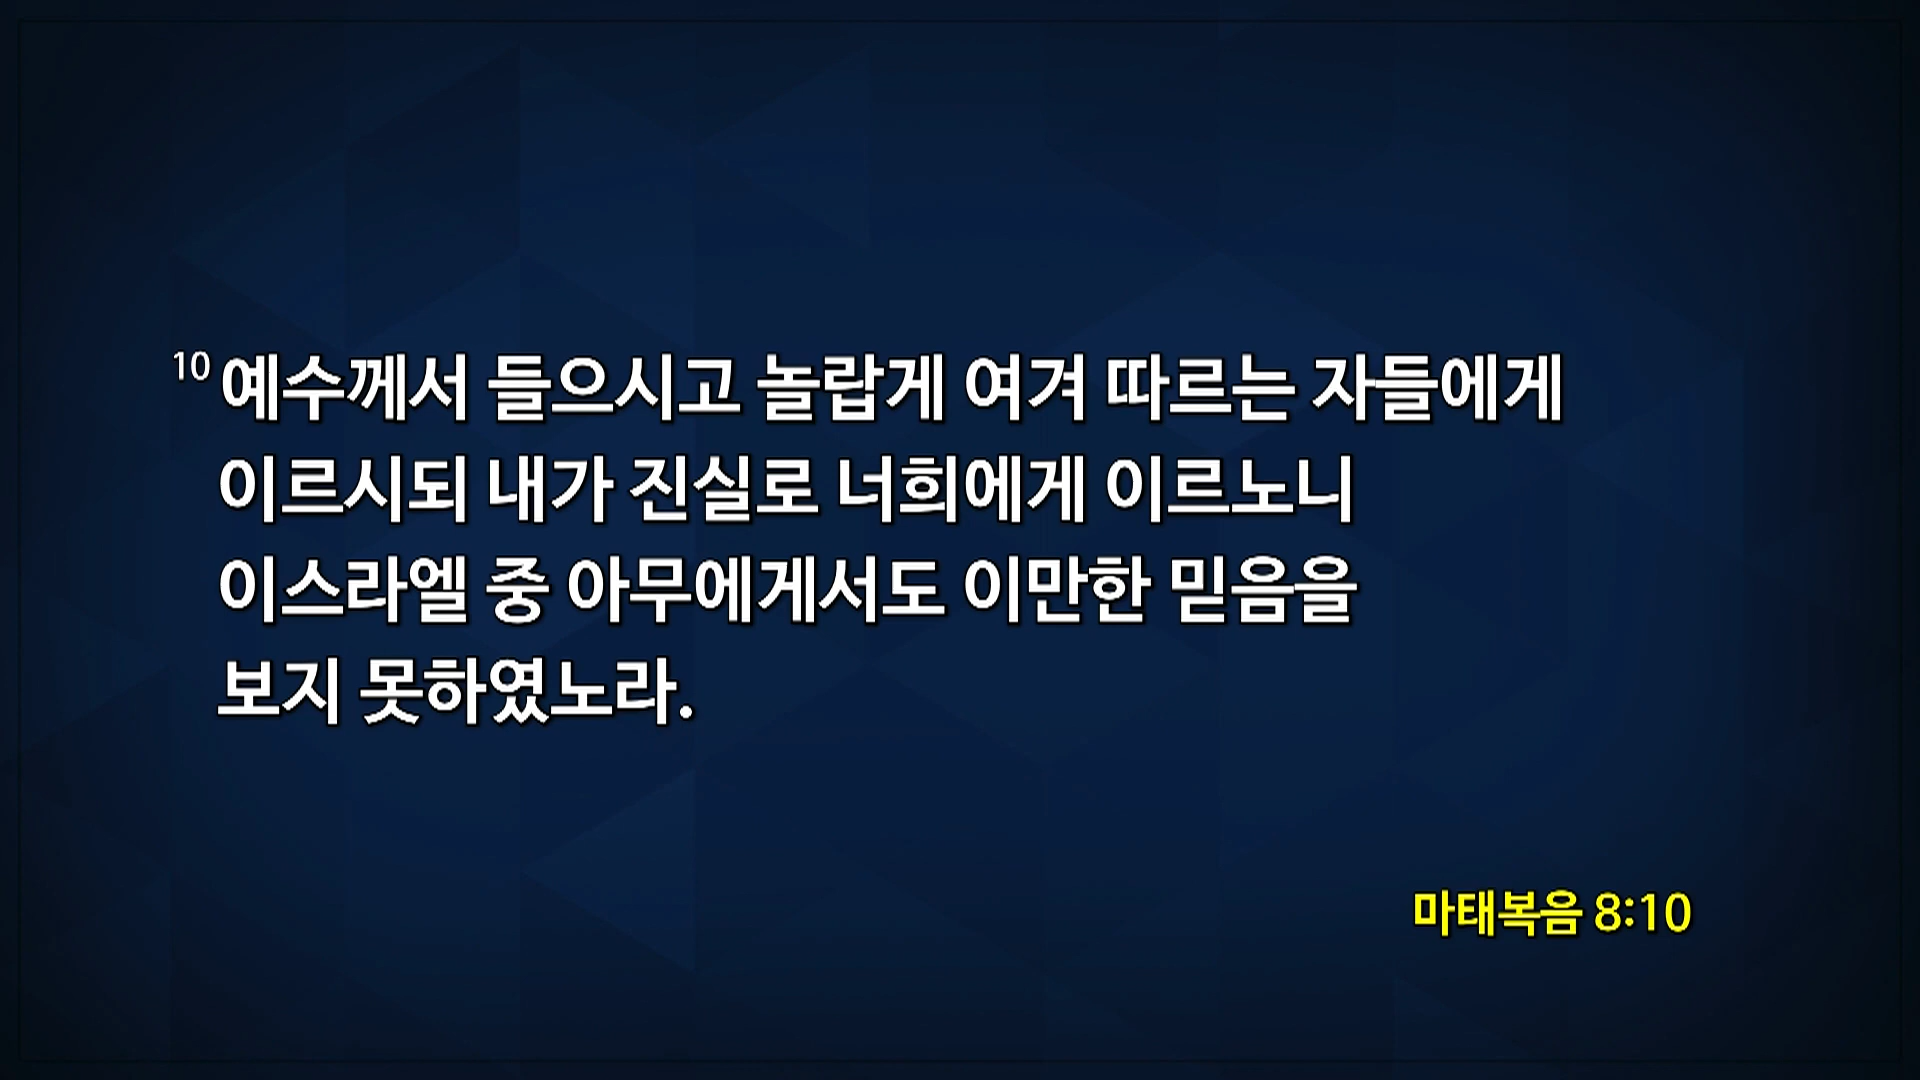 10 예수께서 들으시고 놀랍게 여겨 따르는 자들에게
이르시되 내가 진실로 너희에게 이르노니
이스라엘 중 아무에게서도 이만한 믿음을
보지 못하였노라.
마태복음 8:10